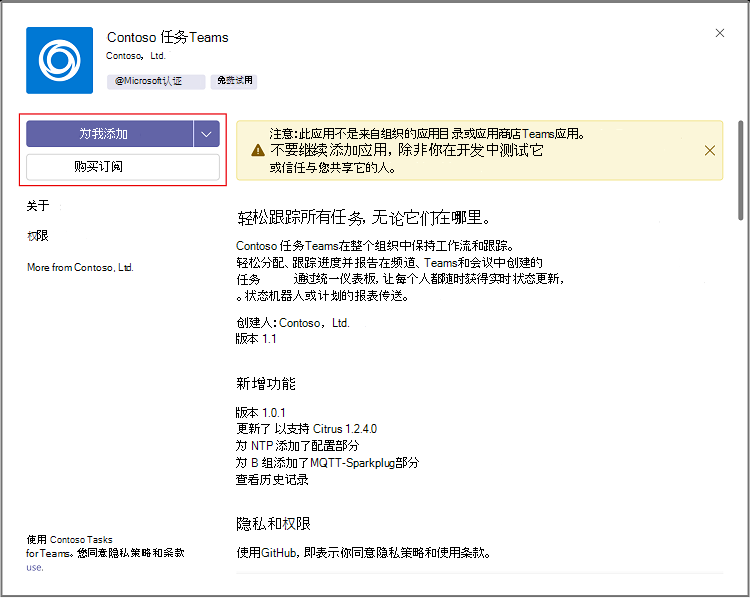 Contoso 任务Teams
Contoso，Ltd.
@Microsoft认证 免费试用
为我添加
购买订阅
关于
权限
More from Contoso, Ltd.
注意:此应用不是来自组织的应用目录或应用商店Teams应用。
不要继续添加应用，除非你在开发中测试它
或信任与您共享它的人。
轻松跟踪所有任务, 无论它们在哪里。
Contoso 任务Teams在整个组织中保持工作流和跟踪。
轻松分配、跟踪进度并报告在频道、Teams和会议中创建的
任务 通过统一仪表板, 让每个人都随时获得实时状态更新,
。状态机器人或计划的报表传送。
创建人：Contoso，Ltd.
版本 1.1
新增功能
版本 1.0.1
更新了 以支持 Citrus 1.2.4.0
为 NTP 添加了配置部分
为 B 组添加了MQTT-Sparkplug部分
查看历史记录
隐私和权限
使用GitHub, 即表示你同意隐私策略和使用条款。
使用 Contoso Tasks
for Teams。您同意隐私策略和条款
use.